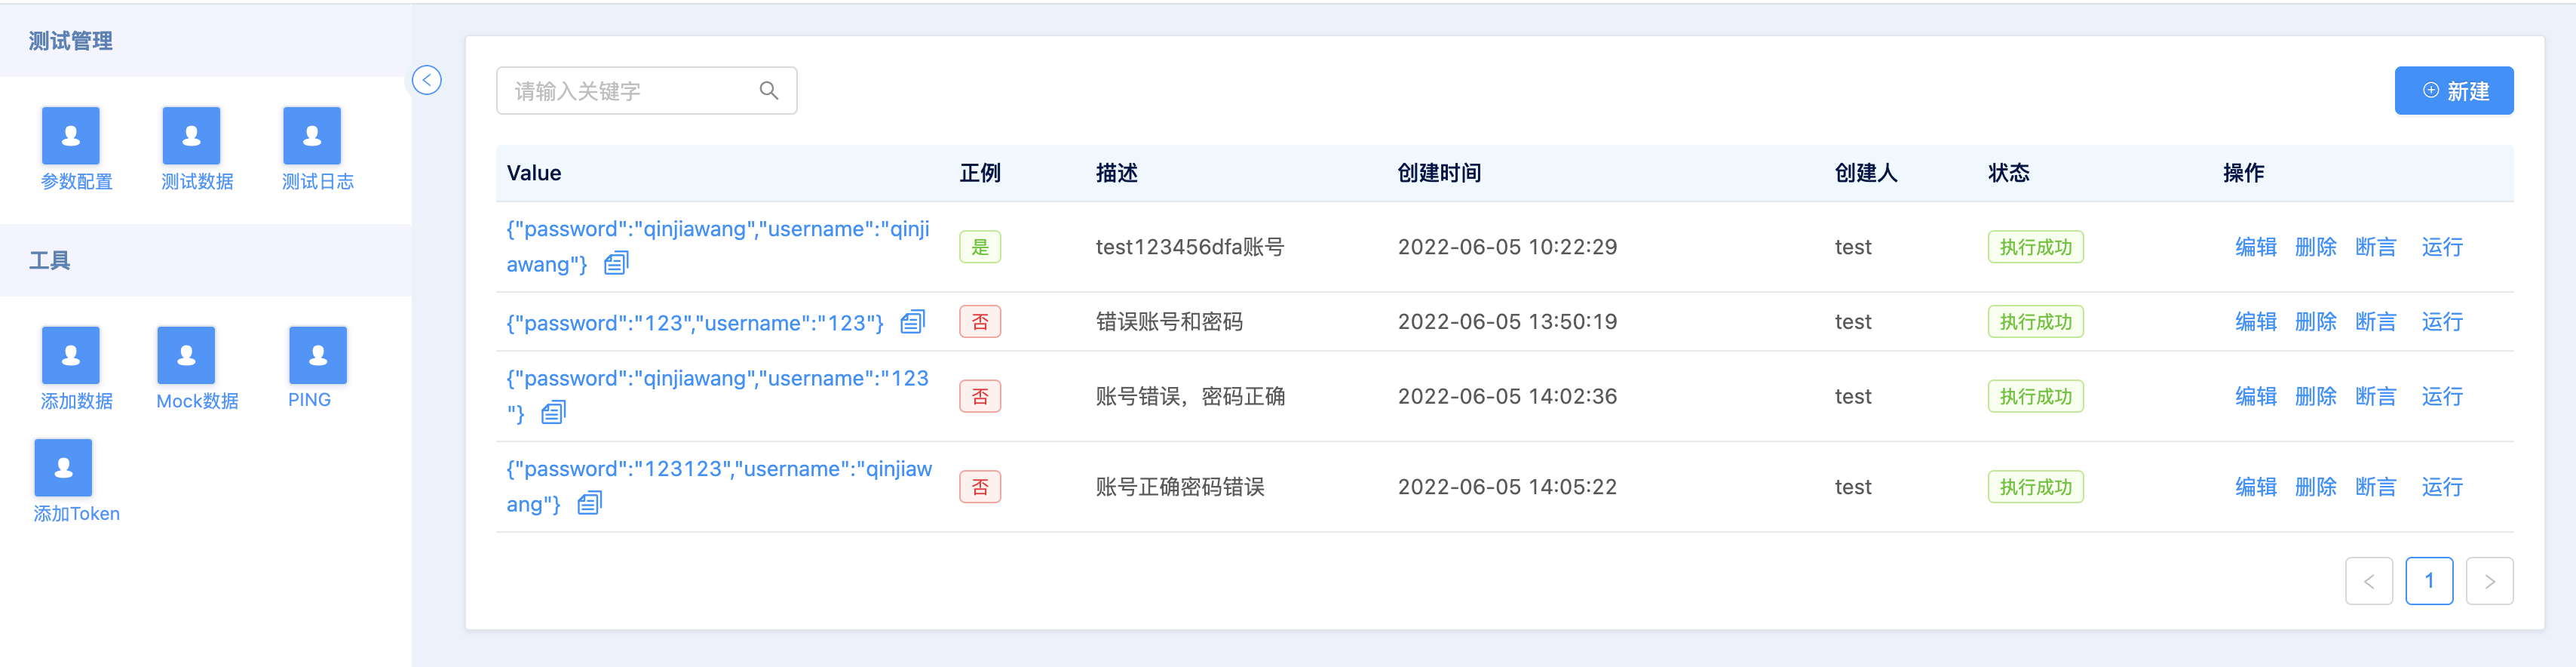 测试管理
参数配置
测试数据
测试日志
工具
添加数据
Mock数据
PING
添加Token
请输入关键字
新建
Value 正例 描述 创建时间 创建人 状态 操作
{"password":"qinjiawang","username":"qinji
awang"} 是 test123456dfa账号 2022-06-05 10:22:29 test 执行成功 编辑 删除 断言 运行
{"password":"123","username":"123"} 否 错误账号和密码 2022-06-05 13:50:19 test 执行成功 编辑 删除 断言 运行
{"password":"qinjiawang","username":"123
"} 否 账号错误，密码正确 2022-06-05 14:02:36 test 执行成功 编辑 删除 断言 运行
{"password":"123123","username":"qinjiaw
ang"} 否 账号正确密码错误 2022-06-05 14:05:22 test 执行成功 编辑 删除 断言 运行
1